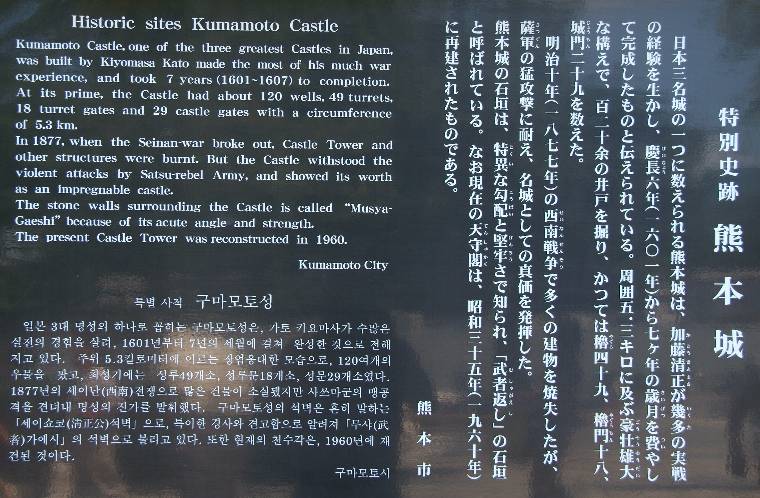 Historic sites Kumamoto Castle
Kumamoto Castle, one of the three greatest Castles in Japan,
was built by Kiyomasa Kato made the most of his much war
experience, and took 7 years (1601~1607) to completion.
At its prime, the Castle had about 120 wells, 49 turrets,
18 turret gates and 29 castle gates with a circumference
of 5.3 km.
In 1877, when the Seinan-war broke out, Castle Tower and
other structures were burnt. But the Castle withstood the
violent attacks by Satsu-rebel Army, and showed its worth
as an impregnable castle.
The stone walls surrounding the Castle is called "Musya-
Gaeshi" because of its acute angle and strength.
The present Castle Tower was reconstructed in 1960.
Kumamoto City
특별 사적 구마모토성
일본 3대 명성의 하나로 꼽히는 구마모토성은, 가토 키요마사가 수많은
실전의 경험을 살려, 1601년부터 7년의 세월에 걸쳐 완성한 것으로 전해
지고 있다. 주위 5.3킬로미터에 이르는 장엄웅대한 모습으로, 120여개의
우물을 팠고, 전성기에는 성루49개소, 성루문18개소, 성문29개소였다.
1877년의 세이난(西南)전쟁으로 많은 건물이 소실됐지만 사쓰마군의 맹공
격을 견뎌내 명성의 진가를 발휘했다. 구마모토성의 석벽은 흔히 말하는
「세이쇼코(清正公)석벽」으로, 특이한 경사와 견고함으로 알려져 「무사(武
者)가에시」의 석벽으로 불리고 있다. 또한 현재의 천수각은, 1960년에 재
건된 것이다.
구마모토시
特別史跡 熊本城
日本三名城の一つに数えられる熊本城は、加藤清正が幾多の実戦
の経験を生かし、慶長六年(一六〇一年)から七ヶ年の歳月を費やし
て完成したものと伝えられている。周囲五・三キロに及ぶ豪壮雄大
な構えで、百二十余の井戸を掘り、かつては櫓四十九、櫓門十八、
城門二十九を数えた。
明治十年(一八七七年)の西南戦争で多くの建物を焼失したが、
薩軍の猛攻撃に耐え、名城としての真価を発揮した。
熊本城の石垣は、特異な勾配と堅牢さで知られ、「武者返し」の石垣
と呼ばれている。なお現在の天守閣は、昭和三十五年(一九六〇年)
に再建されたものである。
熊本市